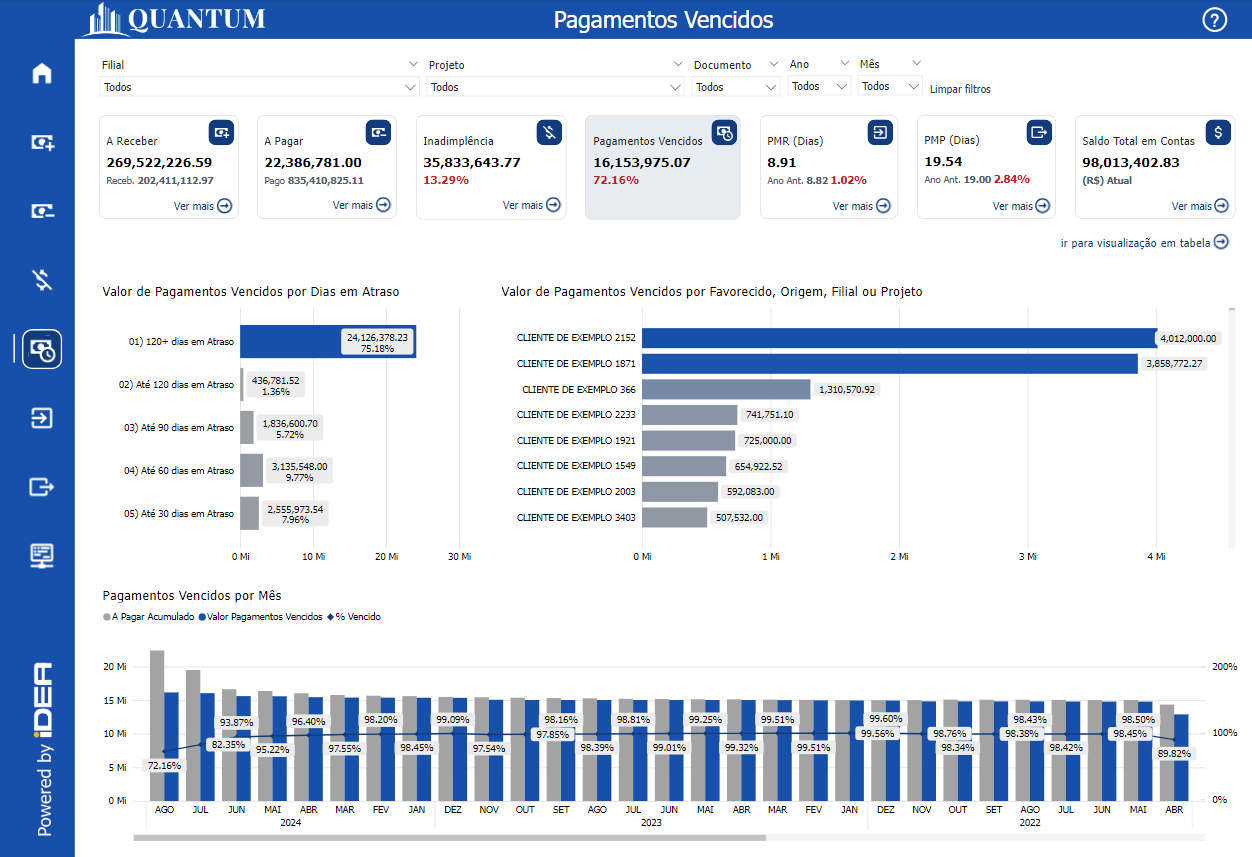 QUANTUM
Pagamentos Vencidos
?
Filial
Projeto
Documento
Ano
Mês
Todos
Todos
Todos
Todos
Todos
Limpar filtros
A Receber
269,522,226.59
Receb. 202,411,112.97
Ver mais
A Pagar
22,386,781.00
Pago 835,410,825.11
Ver mais
Inadimplência
35,833,643.77
13.29%
Ver mais
Pagamentos Vencidos
16,153,975.07
72.16%
PMR (Dias)
8.91
Ano Ant. 8.82 1.02%
Ver mais
PMP (Dias)
19.54
Ano Ant. 19.00 2.84%
Ver mais
$
Saldo Total em Contas
98,013,402.83
(R$) Atual
Ver mais
ir para visualização em tabela
Valor de Pagamentos Vencidos por Dias em Atraso
01) 120+ dias em Atraso
24,126,378.23
75.18%
02) Até 120 dias em Atraso
436,781.52
1.36%
03) Até 90 dias em Atraso
1,836,600.70
5.72%
04) Até 60 dias em Atraso
3,135,548.00
9.77%
05) Até 30 dias em Atraso
2,555,973.54
7.96%
0 Mi 10 Mi 20 Mi 30 Mi
Valor de Pagamentos Vencidos por Favorecido, Origem, Filial ou Projeto
CLIENTE DE EXEMPLO 2152 4,012,000.00
CLIENTE DE EXEMPLO 1871 3,858,772.27
CLIENTE DE EXEMPLO 366 1,310,570.92
CLIENTE DE EXEMPLO 2233 741,751.10
CLIENTE DE EXEMPLO 1921 725,000.00
CLIENTE DE EXEMPLO 1549 654,922.52
CLIENTE DE EXEMPLO 2003 592,083.00
CLIENTE DE EXEMPLO 3403 507,532.00
0 Mi 1 Mi 2 Mi 3 Mi 4 Mi
Pagamentos Vencidos por Mês
A Pagar Acumulado Valor Pagamentos Vencidos % Vencido
20 Mi 200%
15 Mi
93.87% 96.40% 98.20% 99.09% 98.16% 98.81% 99.25% 99.51% 99.60% 98.76% 98.43% 98.50%
10 Mi 100%
82.35% 95.22% 97.55% 98.45% 97.54% 97.85% 98.39% 99.01% 99.32% 99.51% 99.56% 98.34% 98.38% 98.42% 98.45% 89.82%
5 Mi
72.16%
0 Mi 0%
AGO JUL JUN MAI ABR MAR FEV JAN DEZ NOV OUT SET AGO JUL JUN MAI ABR MAR FEV JAN DEZ NOV OUT SET AGO JUL JUN MAI ABR
2024 2023 2022
Powered by iDEA